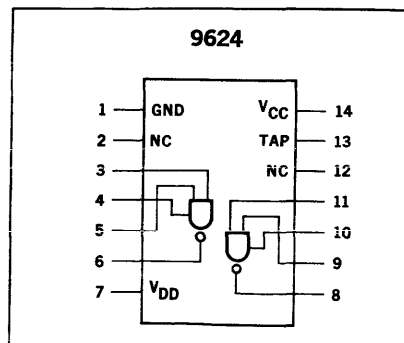 9624
1 GND VCC 14
2 NC TAP 13
3 NC 12
4 11
5 10
6 9
7 VDD 8